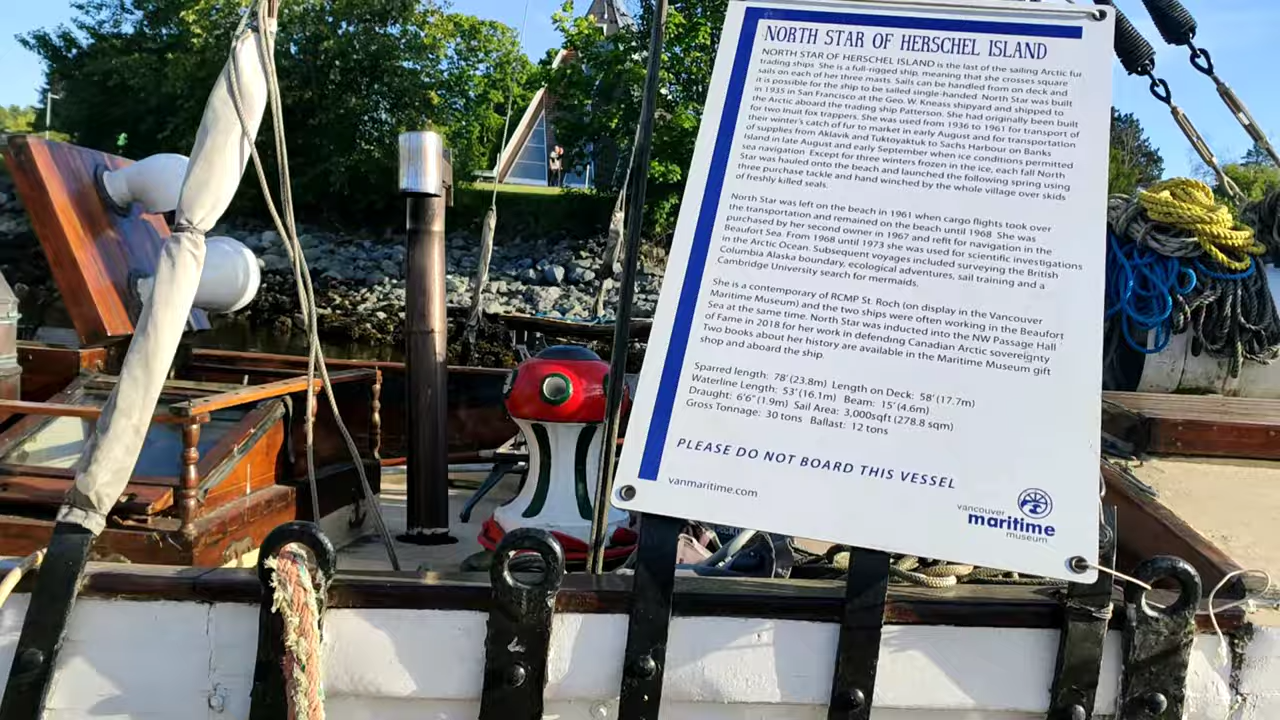 NORTH STAR OF HERSCHEL ISLAND
NORTH STAR OF HERSCHEL ISLAND is the last of the sailing Arctic fur
trading ships. She is a full-rigged ship, meaning that she crosses square
sails on each of her three masts. Sails can be handled from on deck and
it is possible for the ship to be sailed single-handed. North Star was built
in 1935 in San Francisco at the Geo. W. Kneass shipyard and shipped to
the Arctic aboard the trading ship Patterson. She had originally been built
for two Inuit fox trappers. She was used from 1936 to 1961 for transport of
their winter's catch of fur to market in early August and for transportation
of supplies from Aklavik and Tuktoyaktuk to Sachs Harbour on Banks
Island in late August and early September when ice conditions permitted
sea navigation. Except for three winters frozen in the ice, each fall North
Star was hauled onto the beach and launched the following spring using
three purchase tackle and hand winched by the whole village over skids
of freshly killed seals.
North Star was left on the beach in 1961 when cargo flights took over
the transportation and remained on the beach until 1968. She was
purchased by her second owner in 1967 and refit for navigation in the
Beaufort Sea. From 1968 until 1973 she was used for scientific investigations
in the Arctic Ocean. Subsequent voyages included surveying the British
Columbia Alaska boundary, ecological adventures, sail training and a
Cambridge University search for mermaids.
She is a contemporary of RCMP St. Roch (on display in the Vancouver
Maritime Museum) and the two ships were often working in the Beaufort
Sea at the same time. North Star was inducted into the NW Passage Hall
of Fame in 2018 for her work in defending Canadian Arctic sovereignty
Two books about her history are available in the Maritime Museum gift
shop and aboard the ship.
Sparred length: 78' (23.8m) Length on Deck: 58' (17.7m)
Waterline Length: 53' (16.1m) Beam: 15' (4.6m)
Draught: 6'6" (1.9m) Sail Area: 3,000sqft (278.8 sqm)
Gross Tonnage: 30 tons Ballast: 12 tons
PLEASE DO NOT BOARD THIS VESSEL
vanmaritime.com
vancouver
maritime
museum